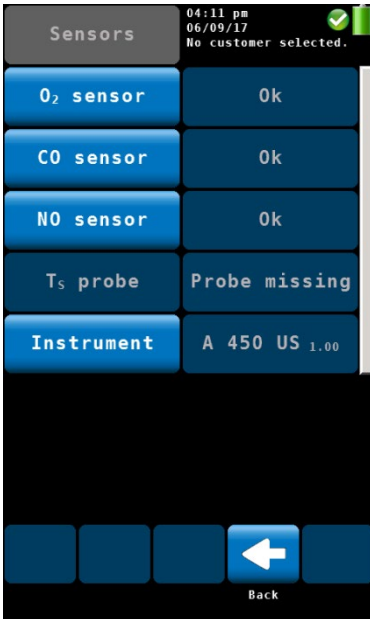 Sensors
04:11 pm
06/09/17
No customer selected.
O₂ sensor Ok
CO sensor Ok
NO sensor Ok
Tₛ probe Probe missing
Instrument A 450 US 1.00
Back